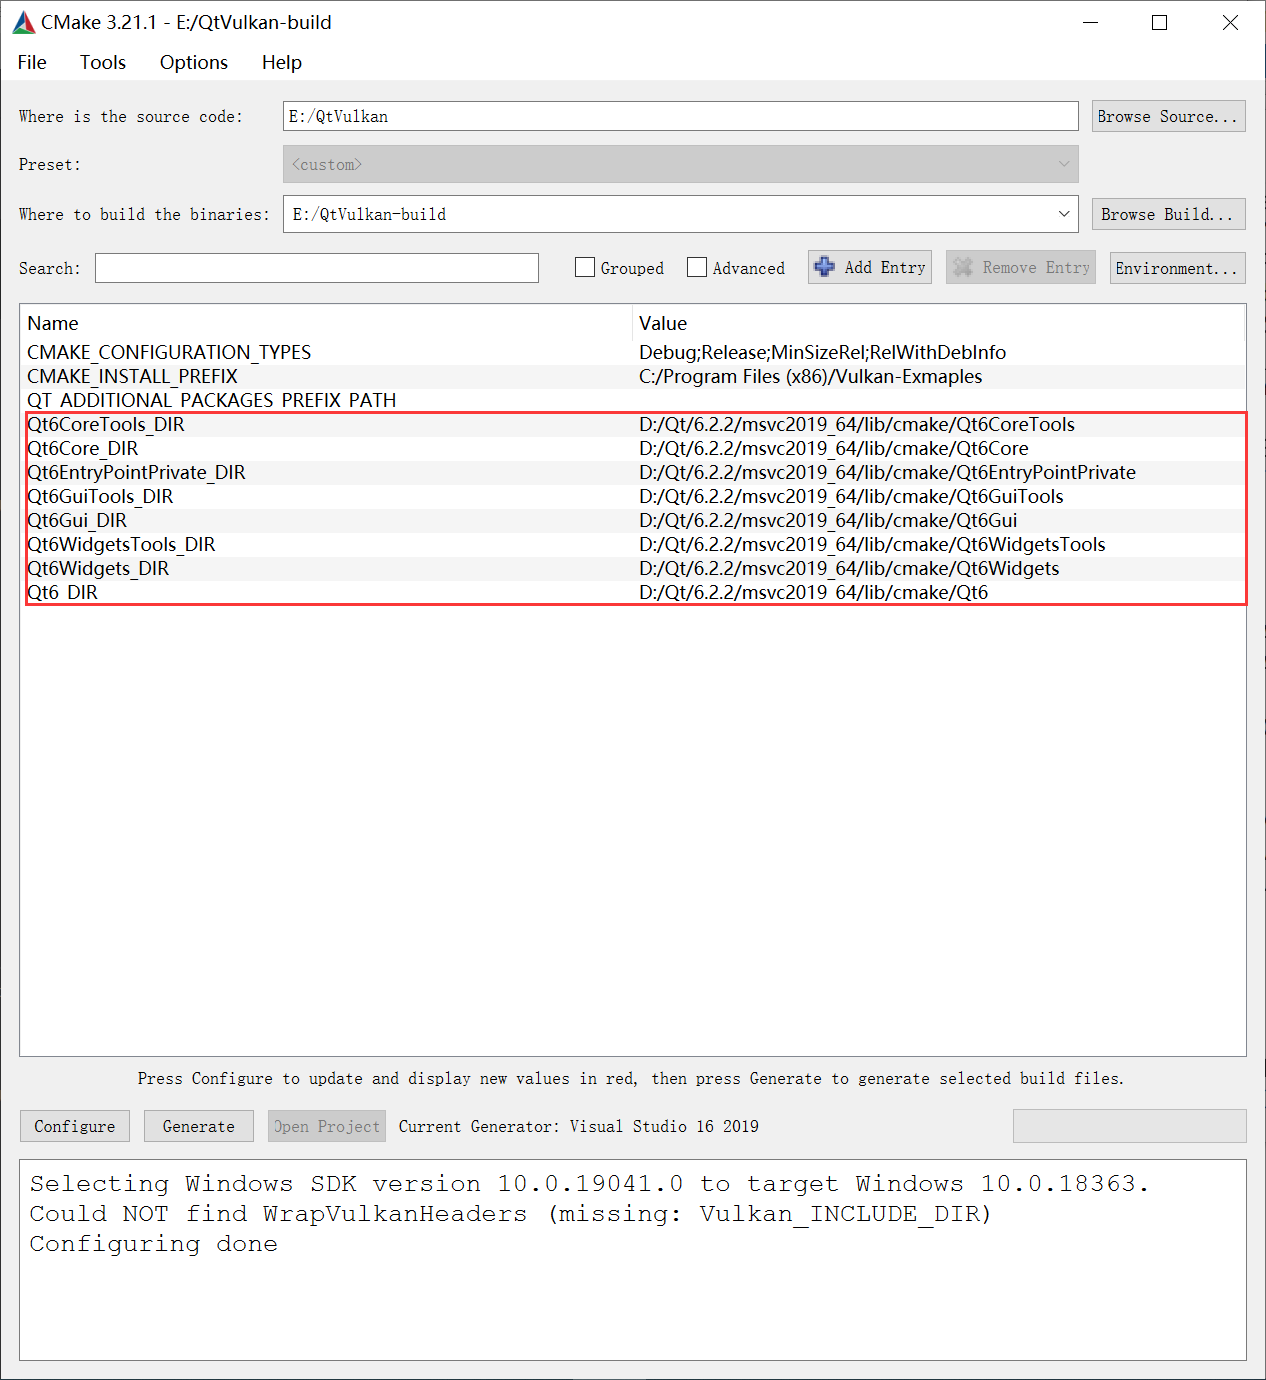 CMake 3.21.1 - E:/QtVulkan-build
File Tools Options Help
Where is the source code: E:/QtVulkan Browse Source...
Preset: <custom>
Where to build the binaries: E:/QtVulkan-build Browse Build...
Search: Grouped Advanced Add Entry Remove Entry Environment...
Name Value
CMAKE_CONFIGURATION_TYPES Debug;Release;MinSizeRel;RelWithDebInfo
CMAKE_INSTALL_PREFIX C:/Program Files (x86)/Vulkan-Exmaples
QT_ADDITIONAL_PACKAGES_PREFIX_PATH
Qt6CoreTools_DIR D:/Qt/6.2.2/msvc2019_64/lib/cmake/Qt6CoreTools
Qt6Core_DIR D:/Qt/6.2.2/msvc2019_64/lib/cmake/Qt6Core
Qt6EntryPointPrivate_DIR D:/Qt/6.2.2/msvc2019_64/lib/cmake/Qt6EntryPointPrivate
Qt6GuiTools_DIR D:/Qt/6.2.2/msvc2019_64/lib/cmake/Qt6GuiTools
Qt6Gui_DIR D:/Qt/6.2.2/msvc2019_64/lib/cmake/Qt6Gui
Qt6WidgetsTools_DIR D:/Qt/6.2.2/msvc2019_64/lib/cmake/Qt6WidgetsTools
Qt6Widgets_DIR D:/Qt/6.2.2/msvc2019_64/lib/cmake/Qt6Widgets
Qt6_DIR D:/Qt/6.2.2/msvc2019_64/lib/cmake/Qt6
Press Configure to update and display new values in red, then press Generate to generate selected build files.
Configure Generate Open Project Current Generator: Visual Studio 16 2019
Selecting Windows SDK version 10.0.19041.0 to target Windows 10.0.18363.
Could NOT find WrapVulkanHeaders (missing: Vulkan_INCLUDE_DIR)
Configuring done